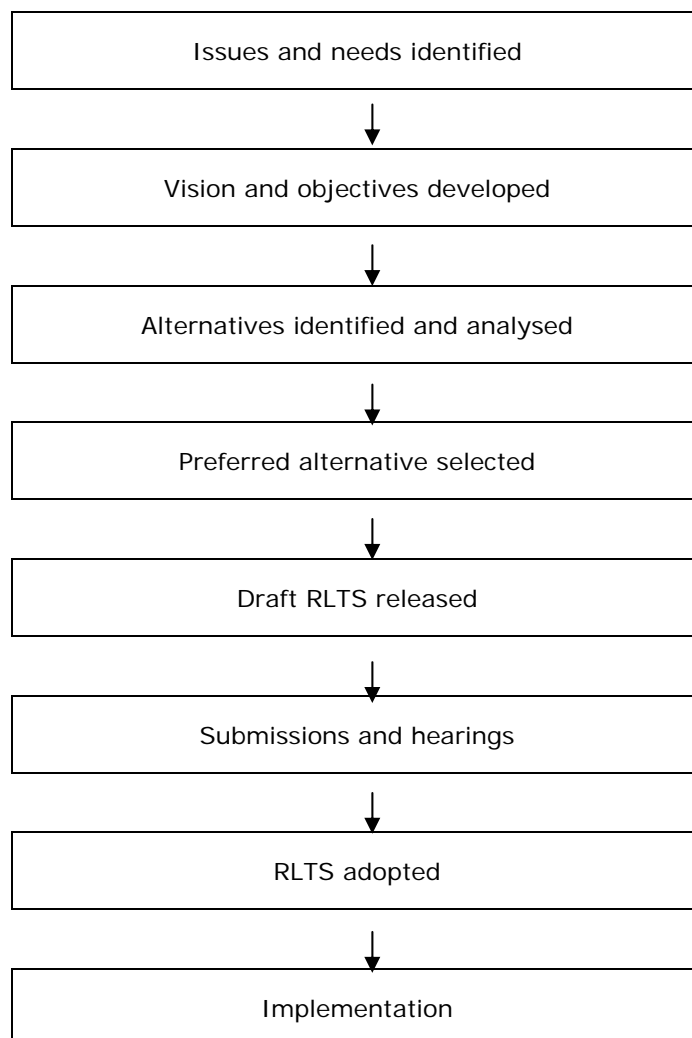 Issues and needs identified
Vision and objectives developed
Alternatives identified and analysed
Preferred alternative selected
Draft RLTS released
Submissions and hearings
RLTS adopted
Implementation